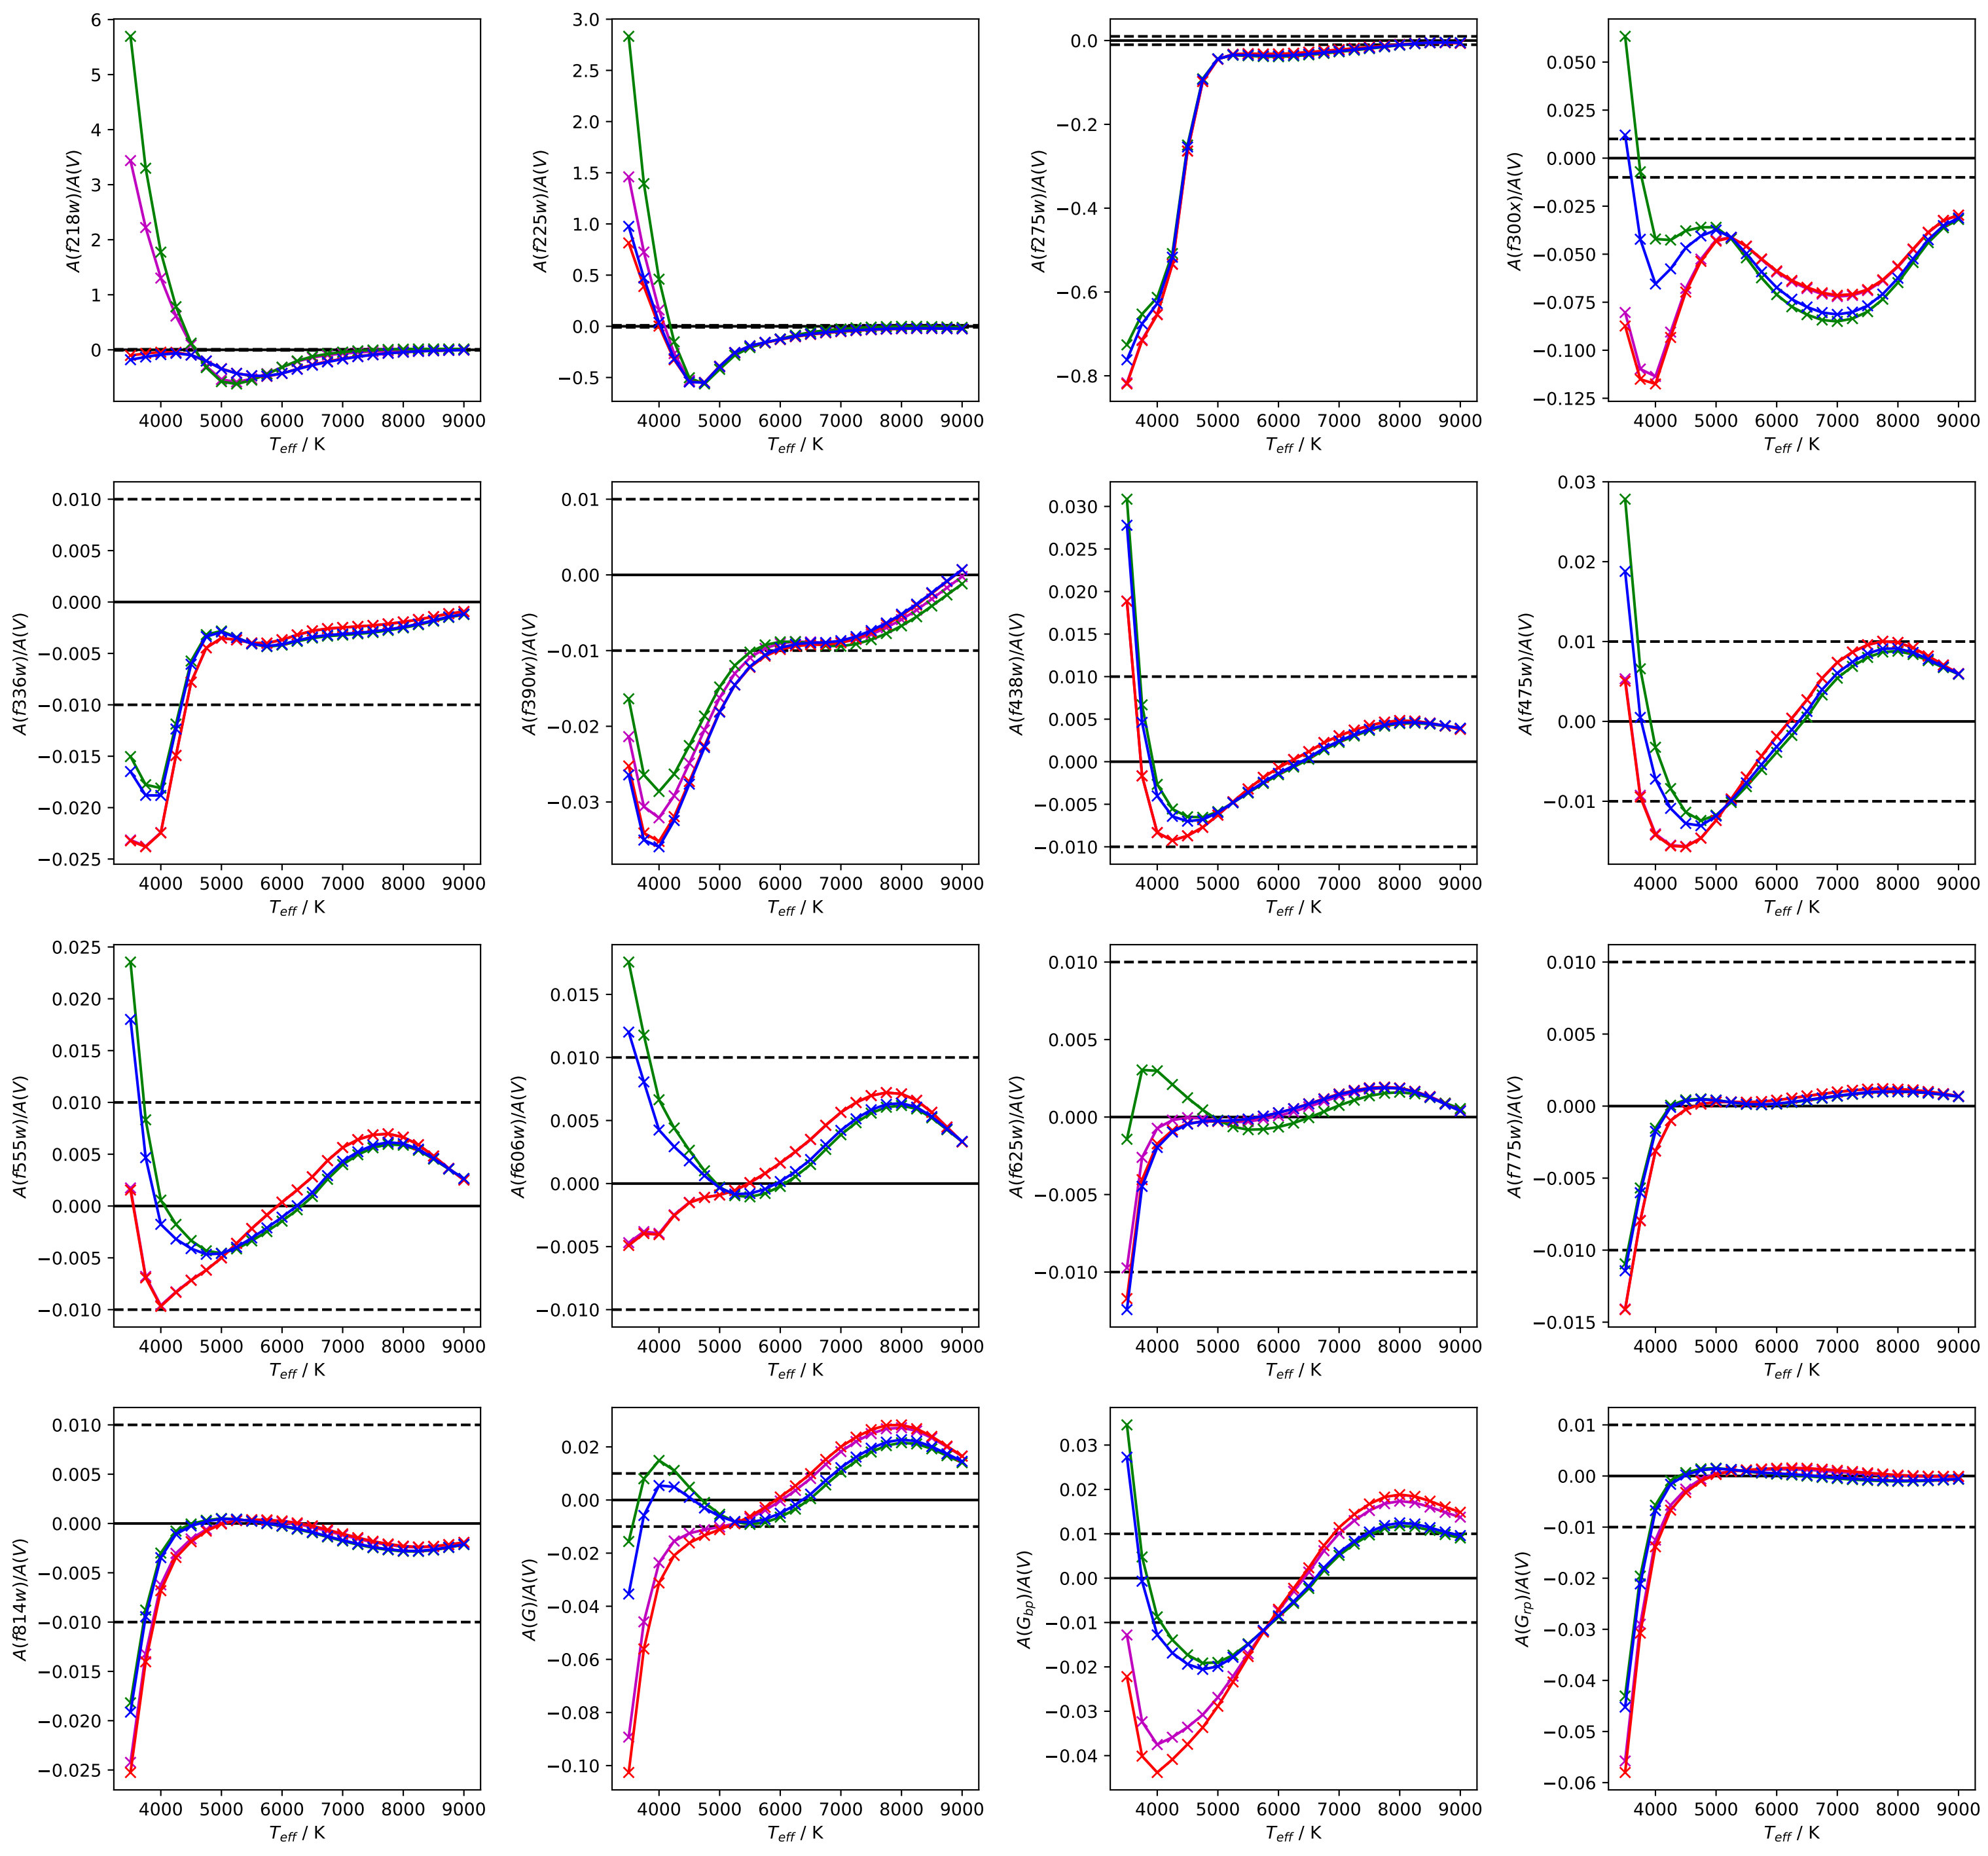 6
5
4
3
2
1
0
A(f218w)/A(V)
4000 5000 6000 7000 8000 9000
T_eff / K
3.0
2.5
2.0
1.5
1.0
0.5
0.0
−0.5
A(f225w)/A(V)
4000 5000 6000 7000 8000 9000
T_eff / K
0.0
−0.2
−0.4
−0.6
−0.8
A(f275w)/A(V)
4000 5000 6000 7000 8000 9000
T_eff / K
0.050
0.025
0.000
−0.025
−0.050
−0.075
−0.100
−0.125
A(f300x)/A(V)
4000 5000 6000 7000 8000 9000
T_eff / K
0.010
0.005
0.000
−0.005
−0.010
−0.015
−0.020
−0.025
A(f336w)/A(V)
4000 5000 6000 7000 8000 9000
T_eff / K
0.01
0.00
−0.01
−0.02
−0.03
A(f390w)/A(V)
4000 5000 6000 7000 8000 9000
T_eff / K
0.030
0.025
0.020
0.015
0.010
0.005
0.000
−0.005
−0.010
A(f438w)/A(V)
4000 5000 6000 7000 8000 9000
T_eff / K
0.03
0.02
0.01
0.00
−0.01
A(f475w)/A(V)
4000 5000 6000 7000 8000 9000
T_eff / K
0.025
0.020
0.015
0.010
0.005
0.000
−0.005
−0.010
A(f555w)/A(V)
4000 5000 6000 7000 8000 9000
T_eff / K
0.015
0.010
0.005
0.000
−0.005
−0.010
A(f606w)/A(V)
4000 5000 6000 7000 8000 9000
T_eff / K
0.010
0.005
0.000
−0.005
−0.010
A(f625w)/A(V)
4000 5000 6000 7000 8000 9000
T_eff / K
0.010
0.005
0.000
−0.005
−0.010
−0.015
A(f775w)/A(V)
4000 5000 6000 7000 8000 9000
T_eff / K
0.010
0.005
0.000
−0.005
−0.010
−0.015
−0.020
−0.025
A(f814w)/A(V)
4000 5000 6000 7000 8000 9000
T_eff / K
0.02
0.00
−0.02
−0.04
−0.06
−0.08
−0.10
A(G)/A(V)
4000 5000 6000 7000 8000 9000
T_eff / K
0.03
0.02
0.01
0.00
−0.01
−0.02
−0.03
−0.04
A(G_bp)/A(V)
4000 5000 6000 7000 8000 9000
T_eff / K
0.01
0.00
−0.01
−0.02
−0.03
−0.04
−0.05
−0.06
A(G_rp)/A(V)
4000 5000 6000 7000 8000 9000
T_eff / K